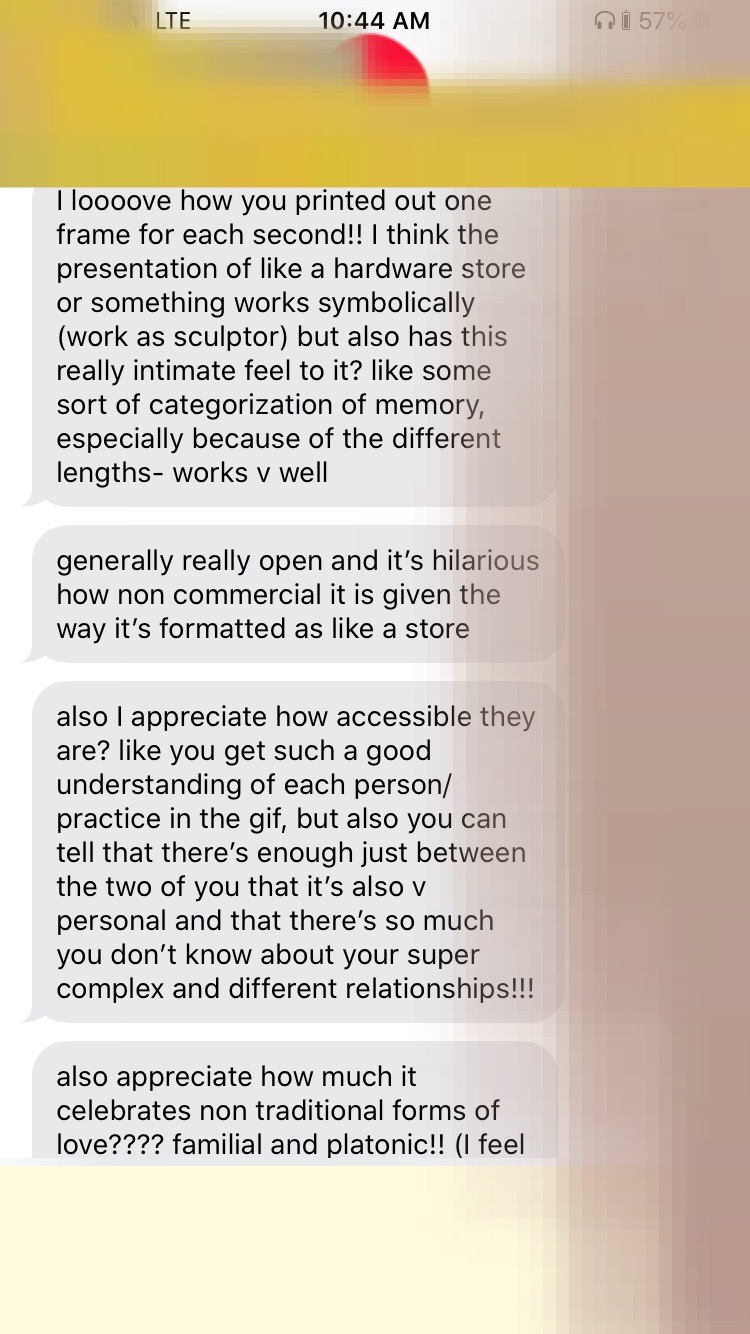 LTE 10:44 AM 57%
I loooove how you printed out one
frame for each second!! I think the
presentation of like a hardware store
or something works symbolically
(work as sculptor) but also has this
really intimate feel to it? like some
sort of categorization of memory,
especially because of the different
lengths- works v well
generally really open and it’s hilarious
how non commercial it is given the
way it’s formatted as like a store
also I appreciate how accessible they
are? like you get such a good
understanding of each person/
practice in the gif, but also you can
tell that there’s enough just between
the two of you that it’s also v
personal and that there’s so much
you don’t know about your super
complex and different relationships!!!
also appreciate how much it
celebrates non traditional forms of
love???? familial and platonic!! (I feel